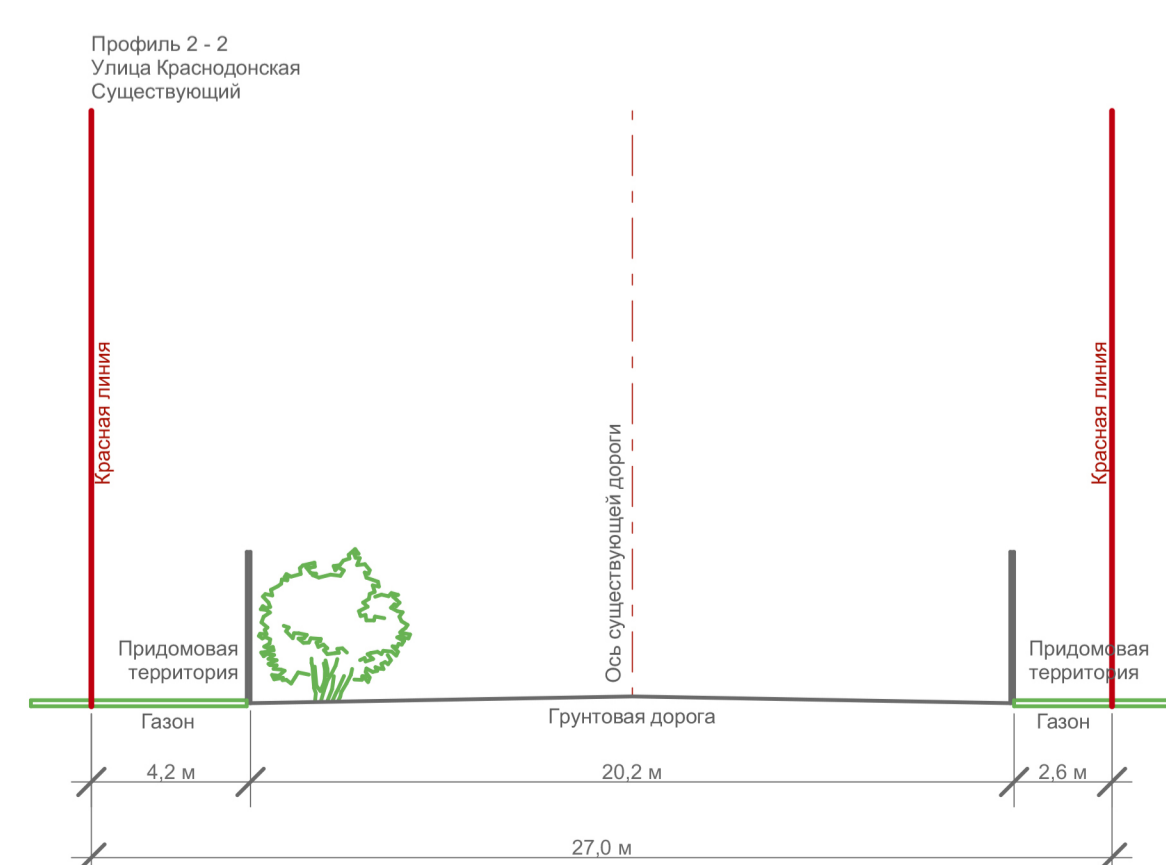 Профиль 2 - 2
Улица Краснодонская
Существующий
Красная линия
Ось существующей дороги
Красная линия
Придомовая
территория
Придомовая
территория
Газон
Грунтовая дорога
Газон
4,2 м
20,2 м
2,6 м
27,0 м